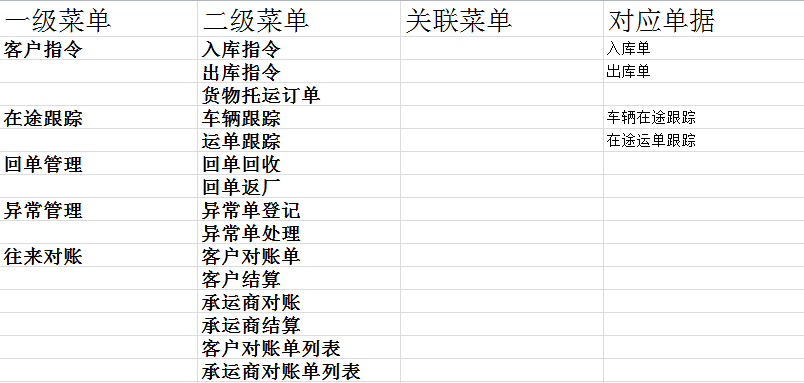 一级菜单 二级菜单 关联菜单 对应单据
客户指令 入库指令 入库单
出库指令 出库单
货物托运订单
在途跟踪 车辆跟踪 车辆在途跟踪
运单跟踪 在途运单跟踪
回单管理 回单回收
回单返厂
异常管理 异常单登记
异常单处理
往来对账 客户对账单
客户结算
承运商对账
承运商结算
客户对账单列表
承运商对账单列表